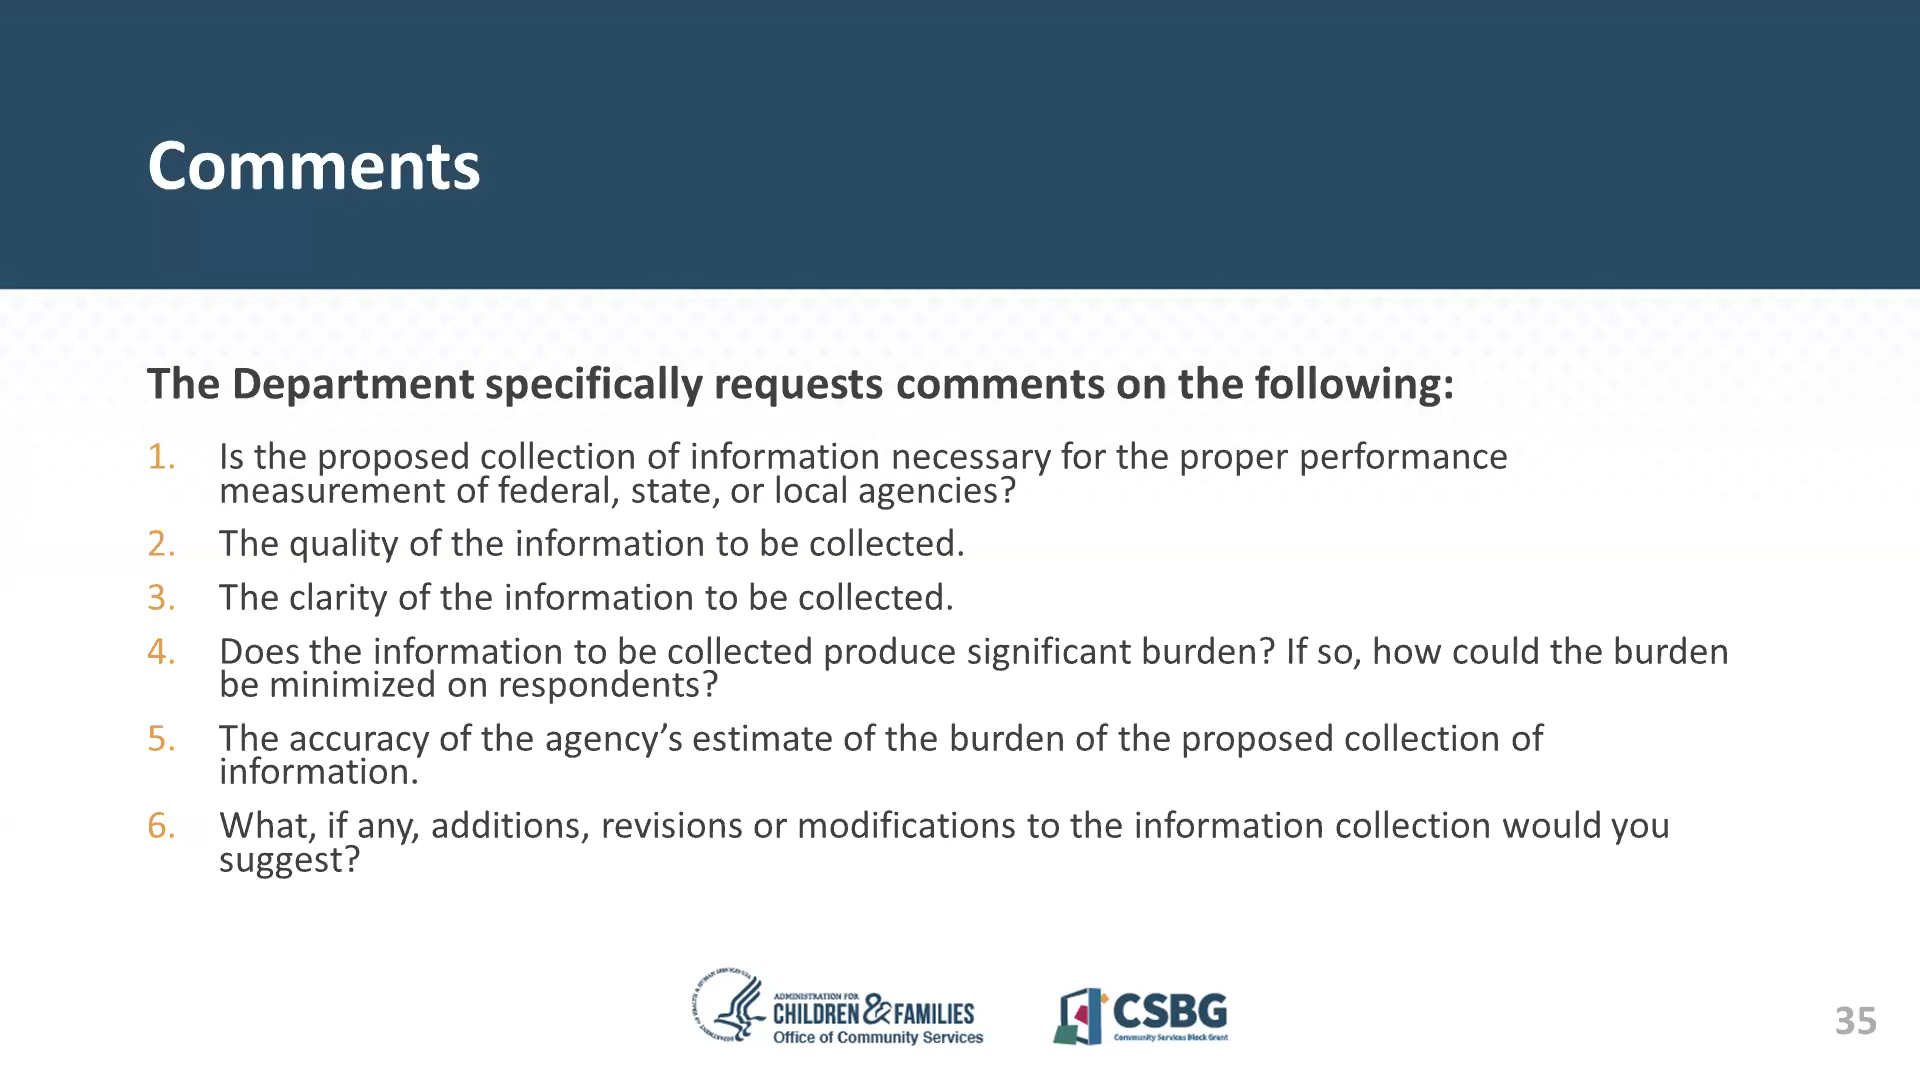 Comments
The Department specifically requests comments on the following:
1. Is the proposed collection of information necessary for the proper performance
measurement of federal, state, or local agencies?
2. The quality of the information to be collected.
3. The clarity of the information to be collected.
4. Does the information to be collected produce significant burden? If so, how could the burden
be minimized on respondents?
5. The accuracy of the agency’s estimate of the burden of the proposed collection of
information.
6. What, if any, additions, revisions or modifications to the information collection would you
suggest?
ADMINISTRATION FOR
CHILDREN & FAMILIES
Office of Community Services
CSBG
Community Services Block Grant
35